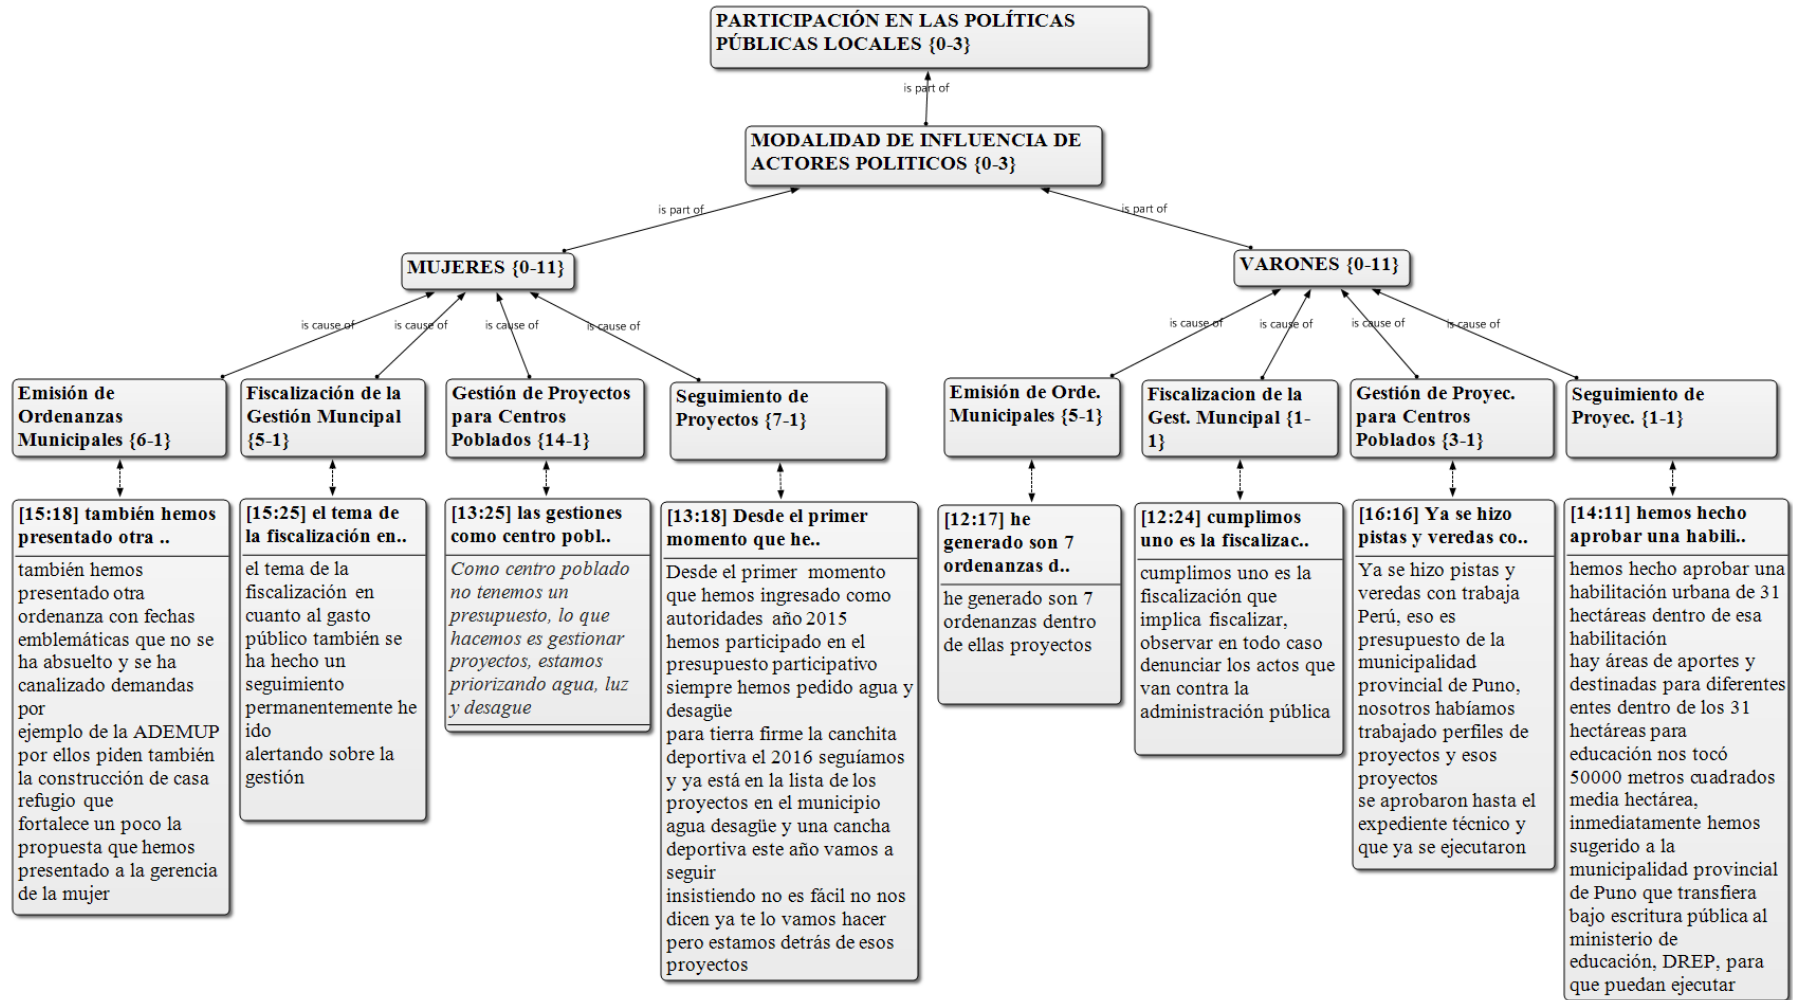 PARTICIPACIÓN EN LAS POLÍTICAS
PÚBLICAS LOCALES {0-3}
is part of
MODALIDAD DE INFLUENCIA DE
ACTORES POLITICOS {0-3}
is part of
is part of
MUJERES {0-11}
VARONES {0-11}
is cause of
is cause of
is cause of
is cause of
is cause of
is cause of
is cause of
is cause of
Emisión de
Ordenanzas
Municipales {6-1}
Fiscalización de la
Gestión Muncipal
{5-1}
Gestión de Proyectos
para Centros
Poblados {14-1}
Seguimiento de
Proyectos {7-1}
Emisión de Orde.
Municipales {5-1}
Fiscalizacion de la
Gest. Muncipal {1-
1}
Gestión de Proyec.
para Centros
Poblados {3-1}
Seguimiento de
Proyec. {1-1}
[15:18] también hemos
presentado otra ..
también hemos
presentado otra
ordenanza con fechas
emblemáticas que no se
ha absuelto y se ha
canalizado demandas
por
ejemplo de la ADEMUP
por ellos piden también
la construcción de casa
refugio que
fortalece un poco la
propuesta que hemos
presentado a la gerencia
de la mujer
[15:25] el tema de
la fiscalización en..
el tema de la
fiscalización en
cuanto al gasto
público también se
ha hecho un
seguimiento
permanentemente he
ido
alertando sobre la
gestión
[13:25] las gestiones
como centro pobl..
Como centro poblado
no tenemos un
presupuesto, lo que
hacemos es gestionar
proyectos, estamos
priorizando agua, luz
y desague
[13:18] Desde el primer
momento que he..
Desde el primer momento
que hemos ingresado como
autoridades año 2015
hemos participado en el
presupuesto participativo
siempre hemos pedido agua y
desagüe
para tierra firme la canchita
deportiva el 2016 seguíamos
y ya está en la lista de los
proyectos en el municipio
agua desagüe y una cancha
deportiva este año vamos a
seguir
insistiendo no es fácil no nos
dicen ya te lo vamos hacer
pero estamos detrás de esos
proyectos
[12:17] he
generado son 7
ordenanzas d..
he generado son 7
ordenanzas dentro
de ellas proyectos
[12:24] cumplimos
uno es la fiscalizac..
cumplimos uno es la
fiscalización que
implica fiscalizar,
observar en todo caso
denunciar los actos que
van contra la
administración pública
[16:16] Ya se hizo
pistas y veredas co..
Ya se hizo pistas y
veredas con trabaja
Perú, eso es
presupuesto de la
municipalidad
provincial de Puno,
nosotros habíamos
trabajado perfiles de
proyectos y esos
proyectos
se aprobaron hasta el
expediente técnico y
que ya se ejecutaron
[14:11] hemos hecho
aprobar una habili..
hemos hecho aprobar una
habilitación urbana de 31
hectáreas dentro de esa
habilitación
hay áreas de aportes y
destinadas para diferentes
entes dentro de los 31
hectáreas para
educación nos tocó
50000 metros cuadrados
media hectárea,
inmediatamente hemos
sugerido a la
municipalidad provincial
de Puno que transfiera
bajo escritura pública al
ministerio de
educación, DREP, para
que puedan ejecutar